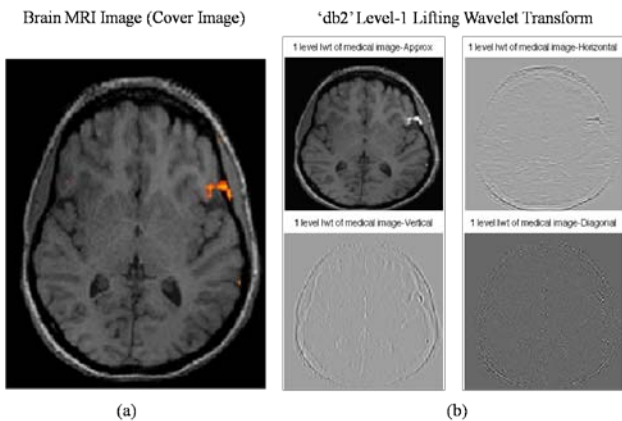 Brain MRI Image (Cover Image)
‘db2’ Level-1 Lifting Wavelet Transform
1 level lwt of medical image-Approx
1 level lwt of medical image-Horizontal
1 level lwt of medical image-Vertical
1 level lwt of medical image-Diagonal
(a)
(b)